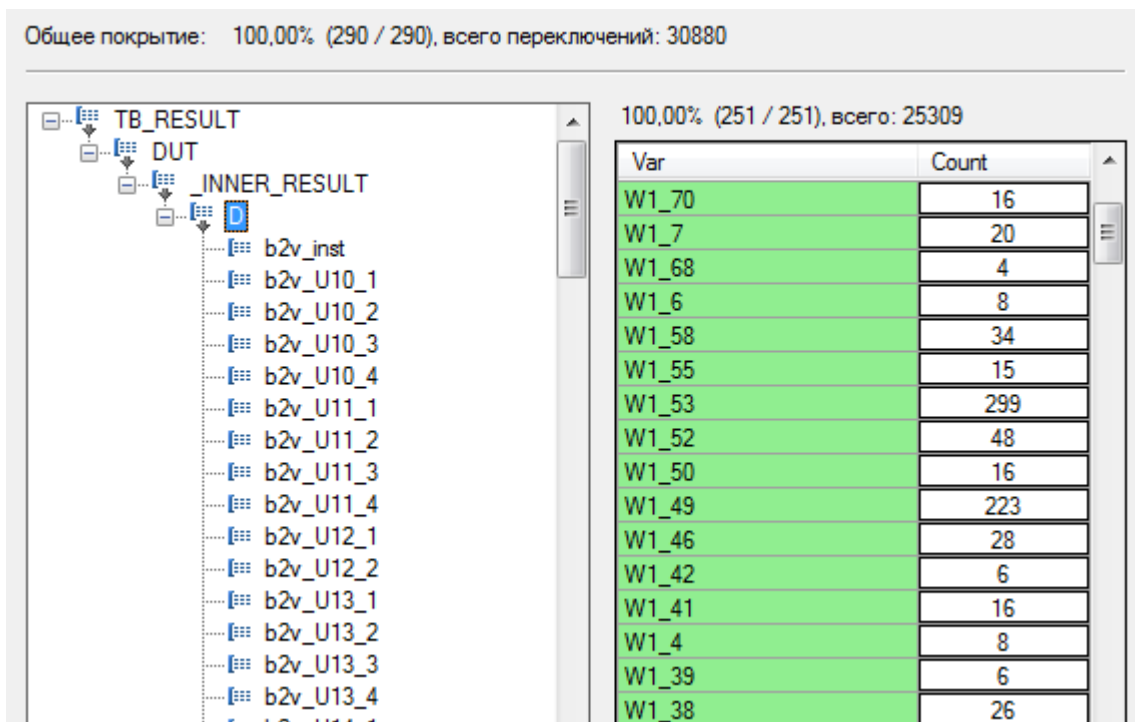 Общее покрытие: 100,00% (290 / 290), всего переключений: 30880
TB_RESULT
DUT
_INNER_RESULT
D
b2v_inst
b2v_U10_1
b2v_U10_2
b2v_U10_3
b2v_U10_4
b2v_U11_1
b2v_U11_2
b2v_U11_3
b2v_U11_4
b2v_U12_1
b2v_U12_2
b2v_U13_1
b2v_U13_2
b2v_U13_3
b2v_U13_4
100,00% (251 / 251), всего: 25309
Var Count
W1_70 16
W1_7 20
W1_68 4
W1_6 8
W1_58 34
W1_55 15
W1_53 299
W1_52 48
W1_50 16
W1_49 223
W1_46 28
W1_42 6
W1_41 16
W1_4 8
W1_39 6
W1_38 26